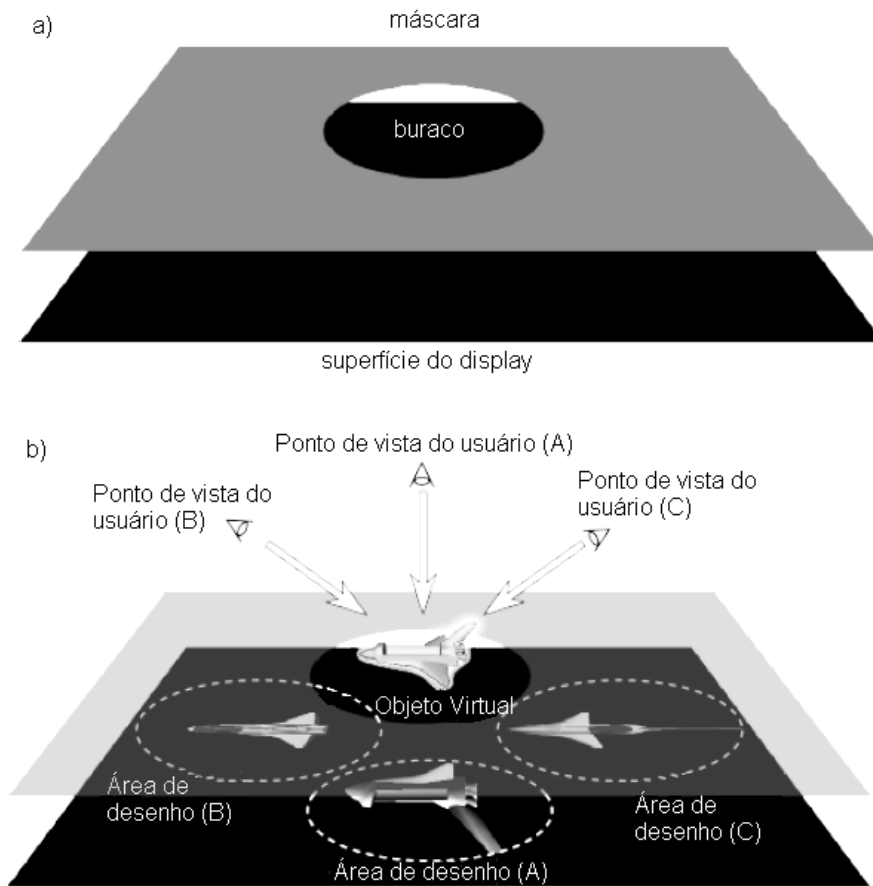 a)
máscara
buraco
superfície do display
b)
Ponto de vista do usuário (A)
Ponto de vista do
usuário (B)
Ponto de vista do
usuário (C)
Objeto Virtual
Área de
desenho (B)
Área de
desenho (C)
Área de desenho (A)